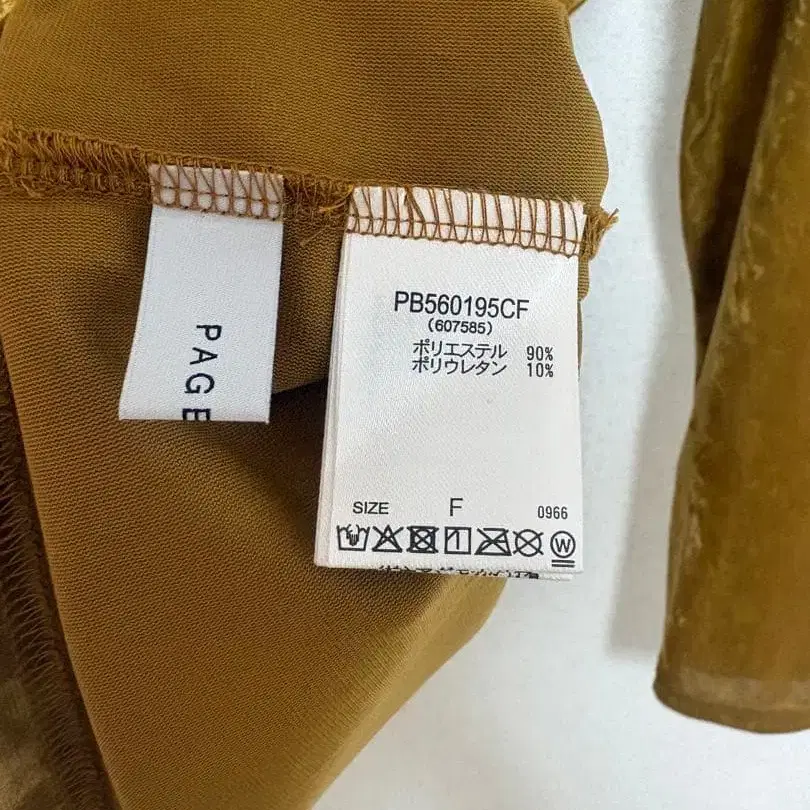 PAGE
PB560195CF
(607585)
ポリエステル 90%
ポリウレタン 10%
SIZE F 0966
W